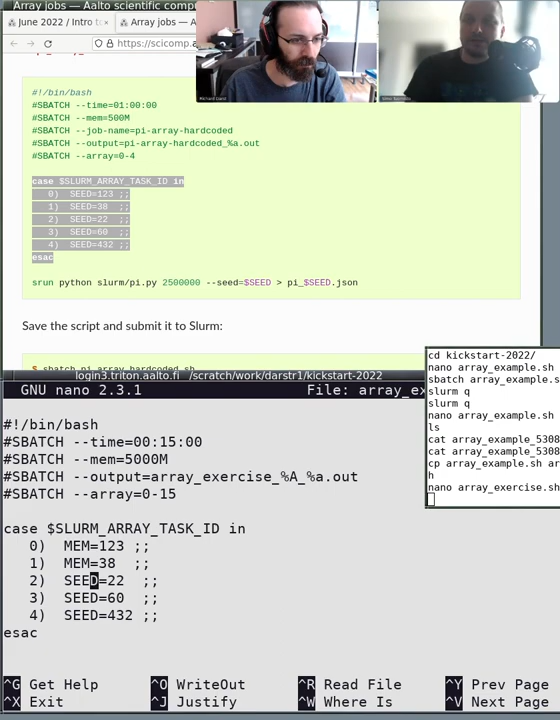 Array jobs — Aalto scientific comp
June 2022 / Intro to
Array jobs — A
https://scicomp.a
#!/bin/bash
#SBATCH --time=01:00:00
#SBATCH --mem=500M
#SBATCH --job-name=pi-array-hardcoded
#SBATCH --output=pi-array-hardcoded_%a.out
#SBATCH --array=0-4
case $SLURM_ARRAY_TASK_ID in
0) SEED=123 ;;
1) SEED=38 ;;
2) SEED=22 ;;
3) SEED=60 ;;
4) SEED=432 ;;
esac
srun python slurm/pi.py 2500000 --seed=$SEED > pi_$SEED.json
Save the script and submit it to Slurm:
$ sbatch pi_array_hardcoded.sh
login3.triton.aalto.fi /scratch/work/darstr1/kickstart-2022
GNU nano 2.3.1 File: array_ex
#!/bin/bash
#SBATCH --time=00:15:00
#SBATCH --mem=5000M
#SBATCH --output=array_exercise_%A_%a.out
#SBATCH --array=0-15
case $SLURM_ARRAY_TASK_ID in
0) MEM=123 ;;
1) MEM=38 ;;
2) SEED=22 ;;
3) SEED=60 ;;
4) SEED=432 ;;
esac
^G Get Help ^O WriteOut ^R Read File ^Y Prev Page
^X Exit ^J Justify ^W Where Is ^V Next Page
cd kickstart-2022/
nano array_example.sh
sbatch array_example.s
slurm q
slurm q
nano array_example.sh
ls
cat array_example_5308
cat array_example_5308
cp array_example.sh ar
h
nano array_exercise.sh